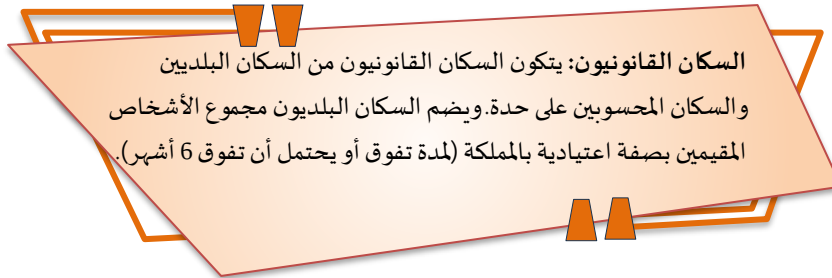 السكان القانونيون: يتكون السكان القانونيون من السكان البلديين
والسكان المحسوبين على حدة.ويضم السكان البلديون مجموع الأشخاص
المقيمين بصفة اعتيادية بالمملكة (لمدة تفوق أو يحتمل أن تفوق 6 أشهر).